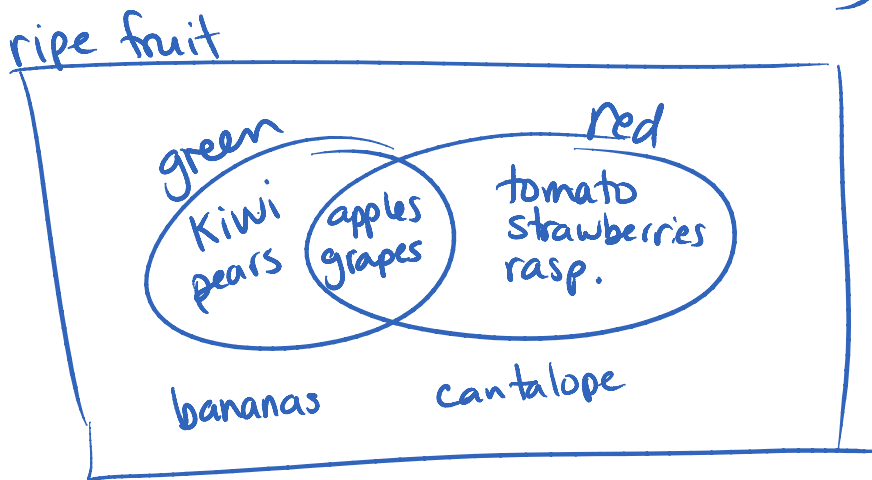 ripe fruit
green
red
kiwi
pears
apples
grapes
tomato
strawberries
rasp.
bananas
cantalope